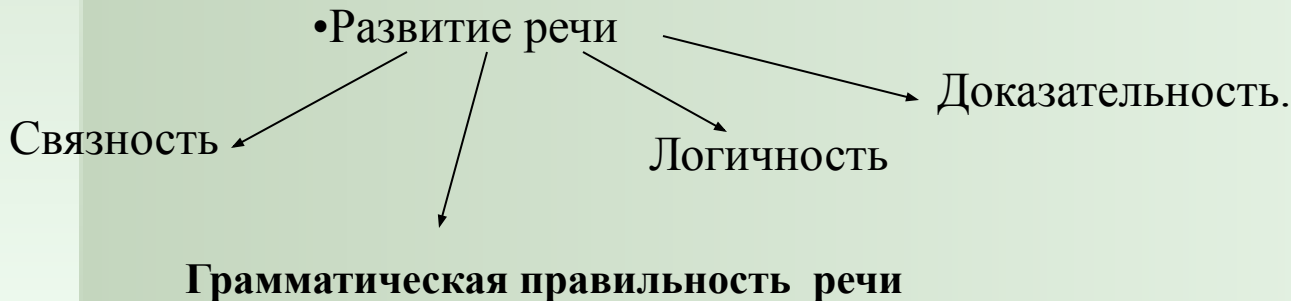 •Развитие речи
Доказательность.
Связность
Логичность
Грамматическая правильность речи